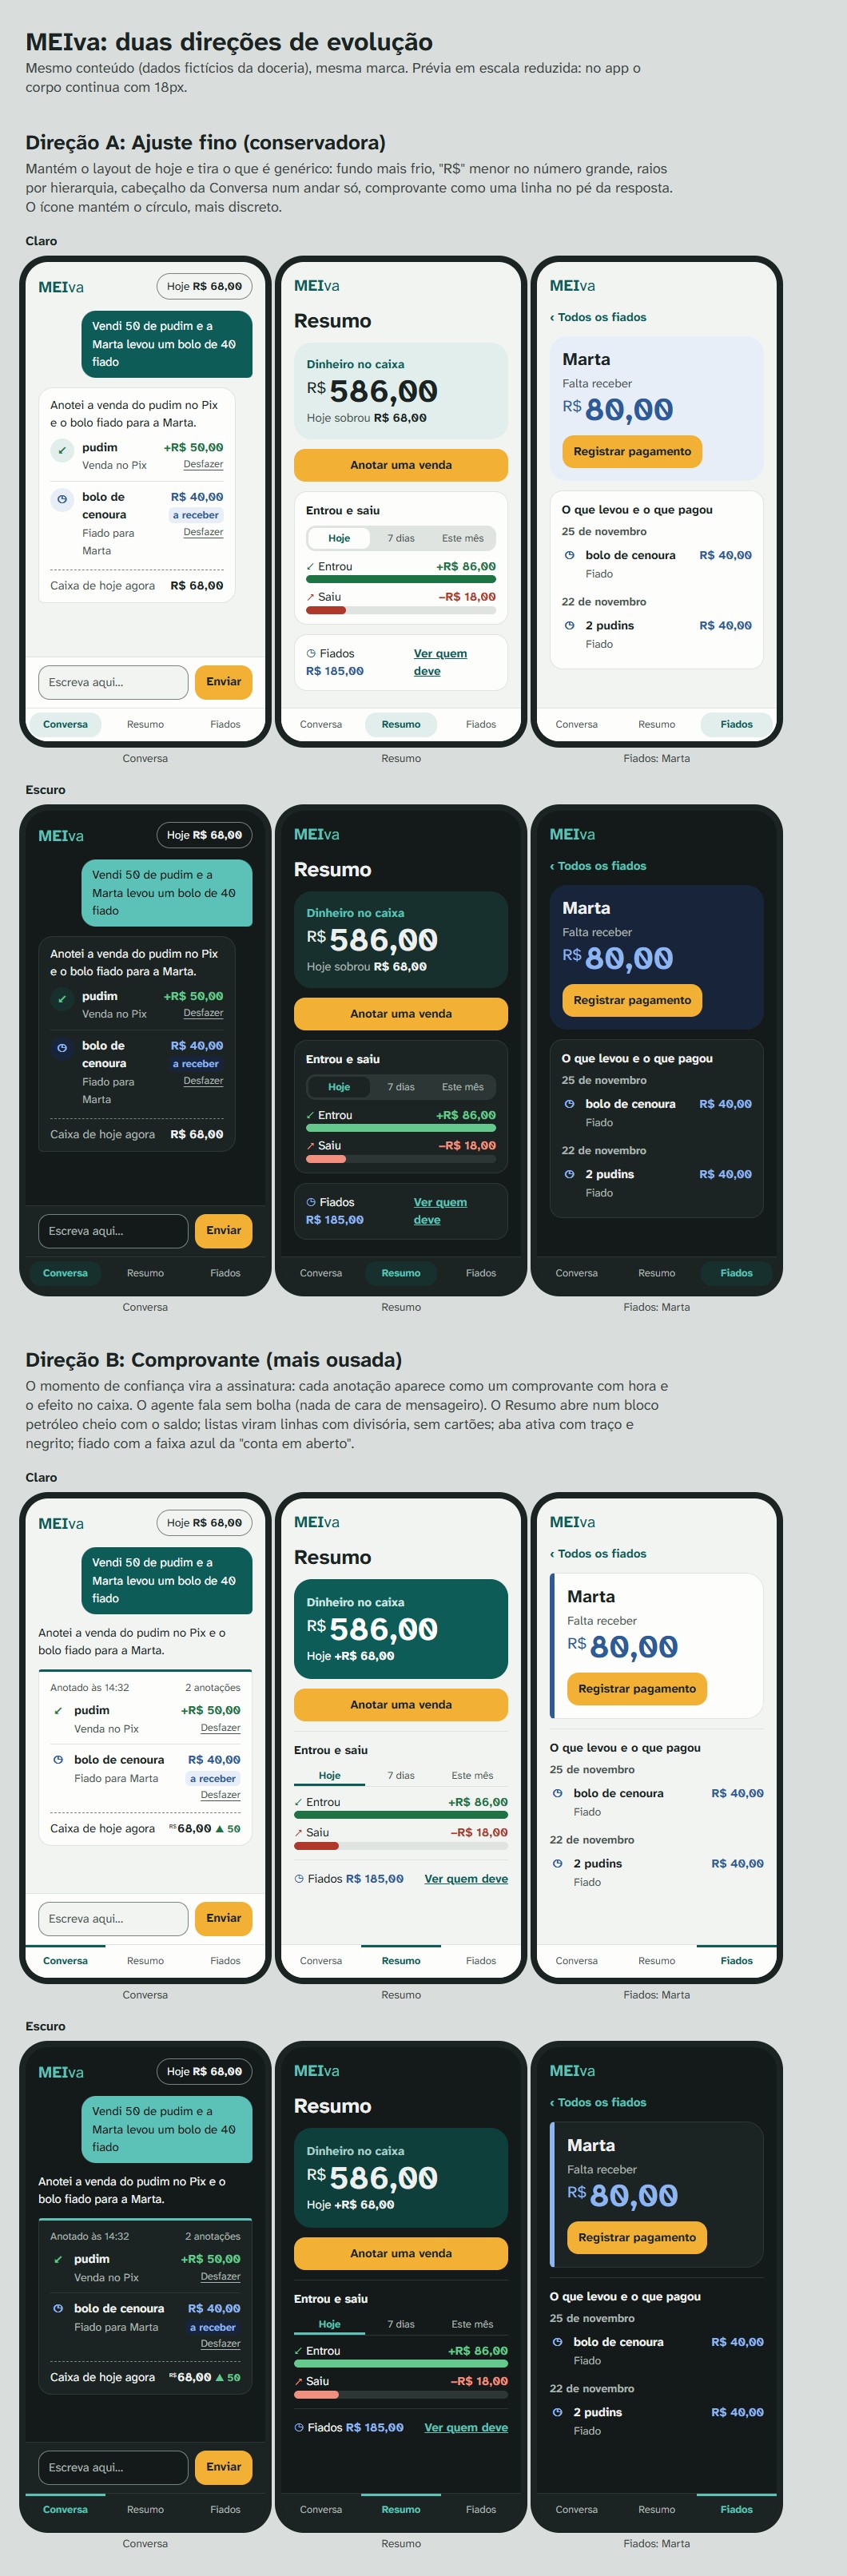 MEIva: duas direções de evolução
Mesmo conteúdo (dados fictícios da doceria), mesma marca. Prévia em escala reduzida: no app o
corpo continua com 18px.
Direção A: Ajuste fino (conservadora)
Mantém o layout de hoje e tira o que é genérico: fundo mais frio, "R$" menor no número grande, raios
por hierarquia, cabeçalho da Conversa num andar só, comprovante como uma linha no pé da resposta.
O ícone mantém o círculo, mais discreto.
Claro
MEIva
Hoje R$ 68,00
Vendi 50 de pudim e a
Marta levou um bolo de 40
fiado
Anotei a venda do pudim no Pix
e o bolo fiado para a Marta.
pudim +R$ 50,00
Venda no Pix Desfazer
bolo de R$ 40,00
cenoura a receber
Fiado para Desfazer
Marta
Caixa de hoje agora R$ 68,00
Escreva aqui... Enviar
Conversa Resumo Fiados
Conversa
MEIva
Resumo
Dinheiro no caixa
R$ 586,00
Hoje sobrou R$ 68,00
Anotar uma venda
Entrou e saiu
Hoje 7 dias Este mês
↙ Entrou +R$ 86,00
↗ Saiu −R$ 18,00
Fiados Ver quem
R$ 185,00 deve
Conversa Resumo Fiados
Resumo
MEIva
‹ Todos os fiados
Marta
Falta receber
R$ 80,00
Registrar pagamento
O que levou e o que pagou
25 de novembro
bolo de cenoura R$ 40,00
Fiado
22 de novembro
2 pudins R$ 40,00
Fiado
Conversa Resumo Fiados
Fiados: Marta
Escuro
MEIva
Hoje R$ 68,00
Vendi 50 de pudim e a
Marta levou um bolo de 40
fiado
Anotei a venda do pudim no Pix
e o bolo fiado para a Marta.
pudim +R$ 50,00
Venda no Pix Desfazer
bolo de R$ 40,00
cenoura a receber
Fiado para Desfazer
Marta
Caixa de hoje agora R$ 68,00
Escreva aqui... Enviar
Conversa Resumo Fiados
Conversa
MEIva
Resumo
Dinheiro no caixa
R$ 586,00
Hoje sobrou R$ 68,00
Anotar uma venda
Entrou e saiu
Hoje 7 dias Este mês
↙ Entrou +R$ 86,00
↗ Saiu −R$ 18,00
Fiados Ver quem
R$ 185,00 deve
Conversa Resumo Fiados
Resumo
MEIva
‹ Todos os fiados
Marta
Falta receber
R$ 80,00
Registrar pagamento
O que levou e o que pagou
25 de novembro
bolo de cenoura R$ 40,00
Fiado
22 de novembro
2 pudins R$ 40,00
Fiado
Conversa Resumo Fiados
Fiados: Marta
Direção B: Comprovante (mais ousada)
O momento de confiança vira a assinatura: cada anotação aparece como um comprovante com hora e
o efeito no caixa. O agente fala sem bolha (nada de cara de mensageiro). O Resumo abre num bloco
petróleo cheio com o saldo; listas viram linhas com divisória, sem cartões; aba ativa com traço e
negrito; fiado com a faixa azul da "conta em aberto".
Claro
MEIva
Hoje R$ 68,00
Vendi 50 de pudim e a
Marta levou um bolo de 40
fiado
Anotei a venda do pudim no Pix e o
bolo fiado para a Marta.
Anotado às 14:32 2 anotações
pudim +R$ 50,00
Venda no Pix Desfazer
bolo de cenoura R$ 40,00
Fiado para Marta a receber
Desfazer
Caixa de hoje agora R$68,00 ▲ 50
Escreva aqui... Enviar
Conversa Resumo Fiados
Conversa
MEIva
Resumo
Dinheiro no caixa
R$ 586,00
Hoje +R$ 68,00
Anotar uma venda
Entrou e saiu
Hoje 7 dias Este mês
↙ Entrou +R$ 86,00
↗ Saiu −R$ 18,00
Fiados R$ 185,00 Ver quem deve
Conversa Resumo Fiados
Resumo
MEIva
‹ Todos os fiados
Marta
Falta receber
R$ 80,00
Registrar pagamento
O que levou e o que pagou
25 de novembro
bolo de cenoura R$ 40,00
Fiado
22 de novembro
2 pudins R$ 40,00
Fiado
Conversa Resumo Fiados
Fiados: Marta
Escuro
MEIva
Hoje R$ 68,00
Vendi 50 de pudim e a
Marta levou um bolo de 40
fiado
Anotei a venda do pudim no Pix e o
bolo fiado para a Marta.
Anotado às 14:32 2 anotações
pudim +R$ 50,00
Venda no Pix Desfazer
bolo de cenoura R$ 40,00
Fiado para Marta a receber
Desfazer
Caixa de hoje agora R$68,00 ▲ 50
Escreva aqui... Enviar
Conversa Resumo Fiados
Conversa
MEIva
Resumo
Dinheiro no caixa
R$ 586,00
Hoje +R$ 68,00
Anotar uma venda
Entrou e saiu
Hoje 7 dias Este mês
↙ Entrou +R$ 86,00
↗ Saiu −R$ 18,00
Fiados R$ 185,00 Ver quem deve
Conversa Resumo Fiados
Resumo
MEIva
‹ Todos os fiados
Marta
Falta receber
R$ 80,00
Registrar pagamento
O que levou e o que pagou
25 de novembro
bolo de cenoura R$ 40,00
Fiado
22 de novembro
2 pudins R$ 40,00
Fiado
Conversa Resumo Fiados
Fiados: Marta